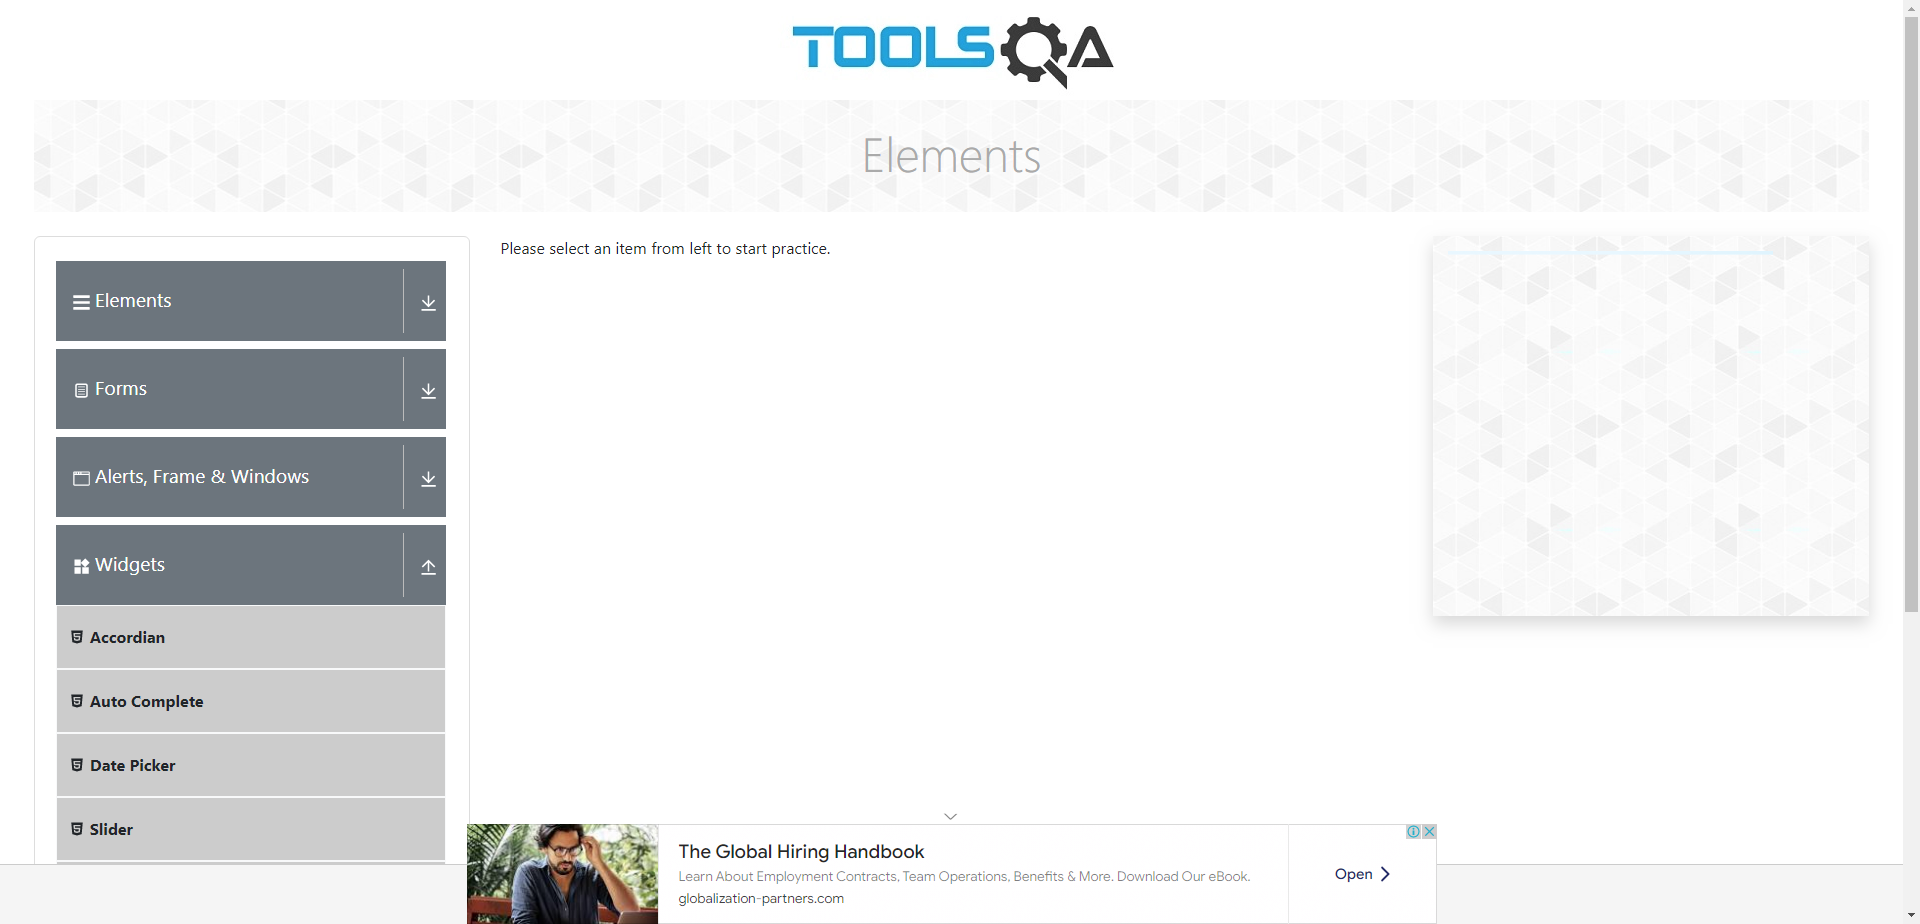 TOOLSQA
Elements
Please select an item from left to start practice.
Elements
Forms
Alerts, Frame & Windows
Widgets
Accordian
Auto Complete
Date Picker
Slider
The Global Hiring Handbook
Learn About Employment Contracts, Team Operations, Benefits & More. Download Our eBook.
globalization-partners.com
Open